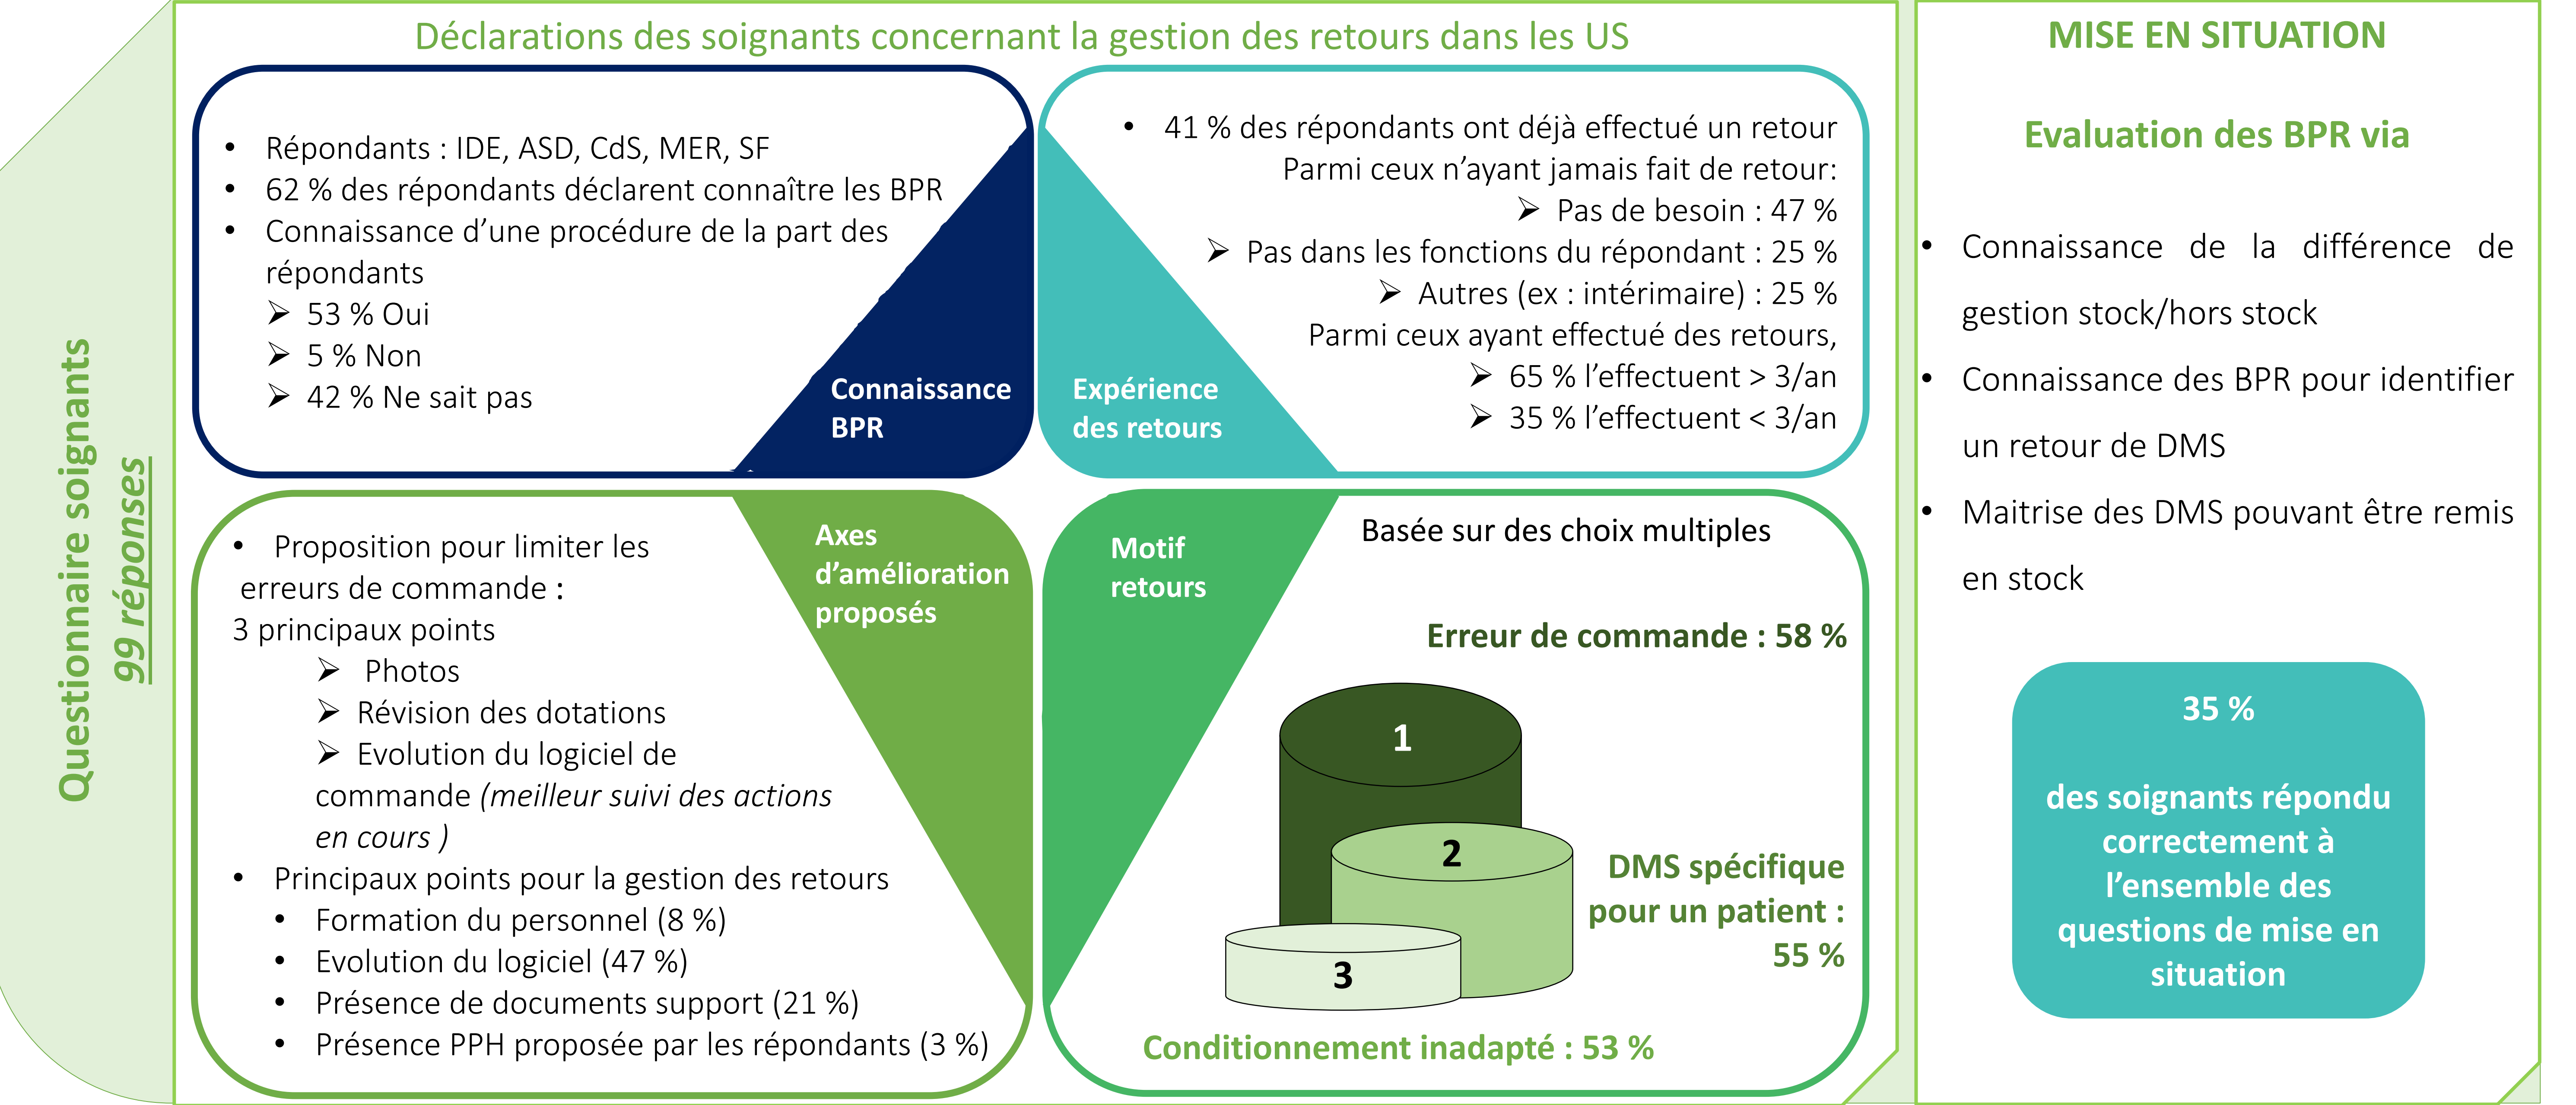 Questionnaire soignants
99 réponses
Déclarations des soignants concernant la gestion des retours dans les US
• Répondants : IDE, ASD, CdS, MER, SF
• 62 % des répondants déclarent connaître les BPR
• Connaissance d’une procédure de la part des
répondants
➢ 53 % Oui
➢ 5 % Non
➢ 42 % Ne sait pas
Connaissance
BPR
• 41 % des répondants ont déjà effectué un retour
Parmi ceux n’ayant jamais fait de retour:
➢ Pas de besoin : 47 %
➢ Pas dans les fonctions du répondant : 25 %
➢ Autres (ex : intérimaire) : 25 %
Parmi ceux ayant effectué des retours,
➢ 65 % l’effectuent > 3/an
➢ 35 % l’effectuent < 3/an
Expérience
des retours
• Proposition pour limiter les
erreurs de commande :
3 principaux points
➢ Photos
➢ Révision des dotations
➢ Evolution du logiciel de
commande (meilleur suivi des actions
en cours )
• Principaux points pour la gestion des retours
• Formation du personnel (8 %)
• Evolution du logiciel (47 %)
• Présence de documents support (21 %)
• Présence PPH proposée par les répondants (3 %)
Axes
d’amélioration
proposés
Motif
retours
Basée sur des choix multiples
Erreur de commande : 58 %
1
2
DMS spécifique
pour un patient :
55 %
3
Conditionnement inadapté : 53 %
MISE EN SITUATION
Evaluation des BPR via
• Connaissance de la différence de
gestion stock/hors stock
• Connaissance des BPR pour identifier
un retour de DMS
• Maitrise des DMS pouvant être remis
en stock
35 %
des soignants répondu
correctement à
l’ensemble des
questions de mise en
situation